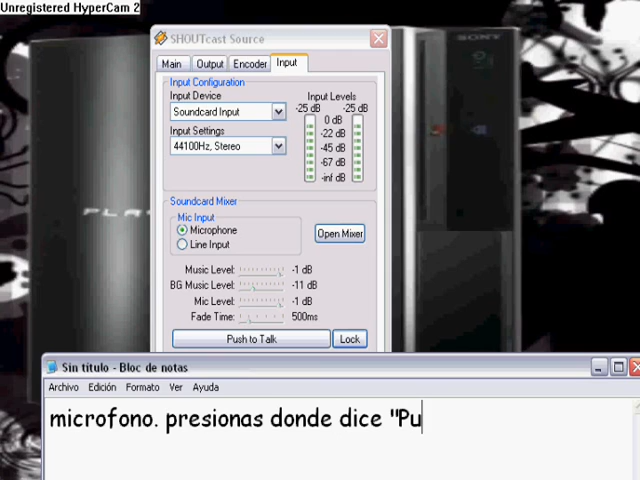 Unregistered HyperCam 2
SHOUTcast Source
SONY
Main Output Encoder Input
Input Configuration
Input Device
Soundcard Input
Input Settings
44100Hz, Stereo
Input Levels
-25 dB -25 dB
0 dB
-22 dB
-45 dB
-67 dB
-inf dB
Soundcard Mixer
Mic Input
Microphone
Line Input
Open Mixer
Music Level: -1 dB
BG Music Level: -11 dB
Mic Level: -1 dB
Fade Time: 500ms
Push to Talk Lock
Sin título - Bloc de notas
Archivo Edición Formato Ver Ayuda
microfono. presionas donde dice "Pu